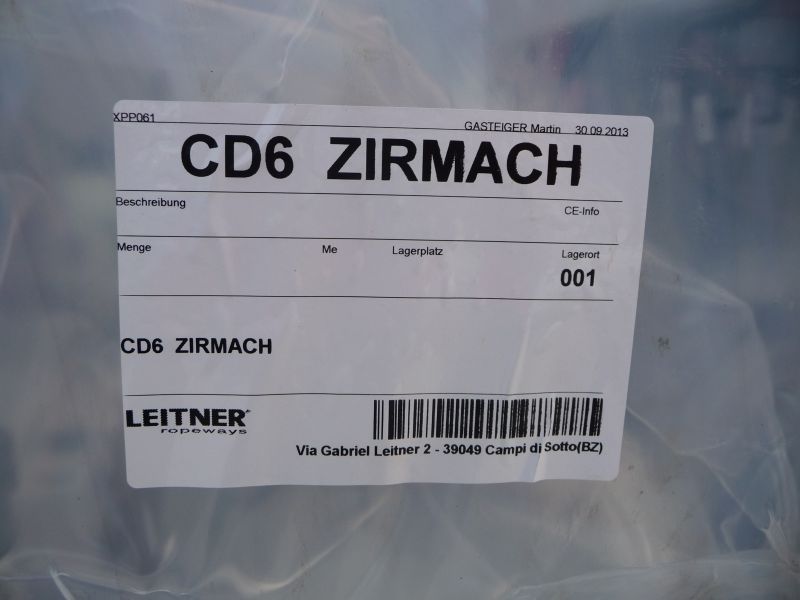 XPP061 GASTEIGER Martin 30.09.2013
CD6 ZIRMACH
Beschreibung CE-Info
Menge Me Lagerplatz Lagerort
001
CD6 ZIRMACH
LEITNER
ropeways
Via Gabriel Leitner 2 - 39049 Campi di Sotto(BZ)